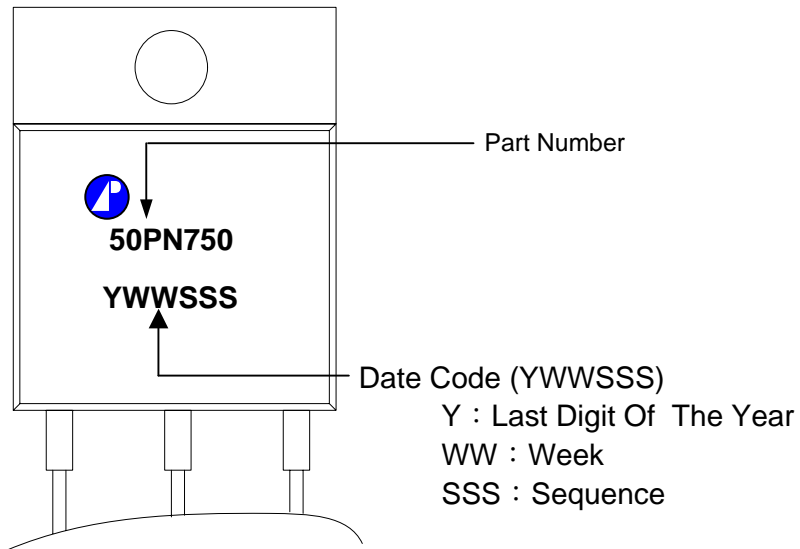 Part Number
50PN750
YWWSSS
Date Code (YWWSSS)
Y：Last Digit Of The Year
WW：Week
SSS：Sequence